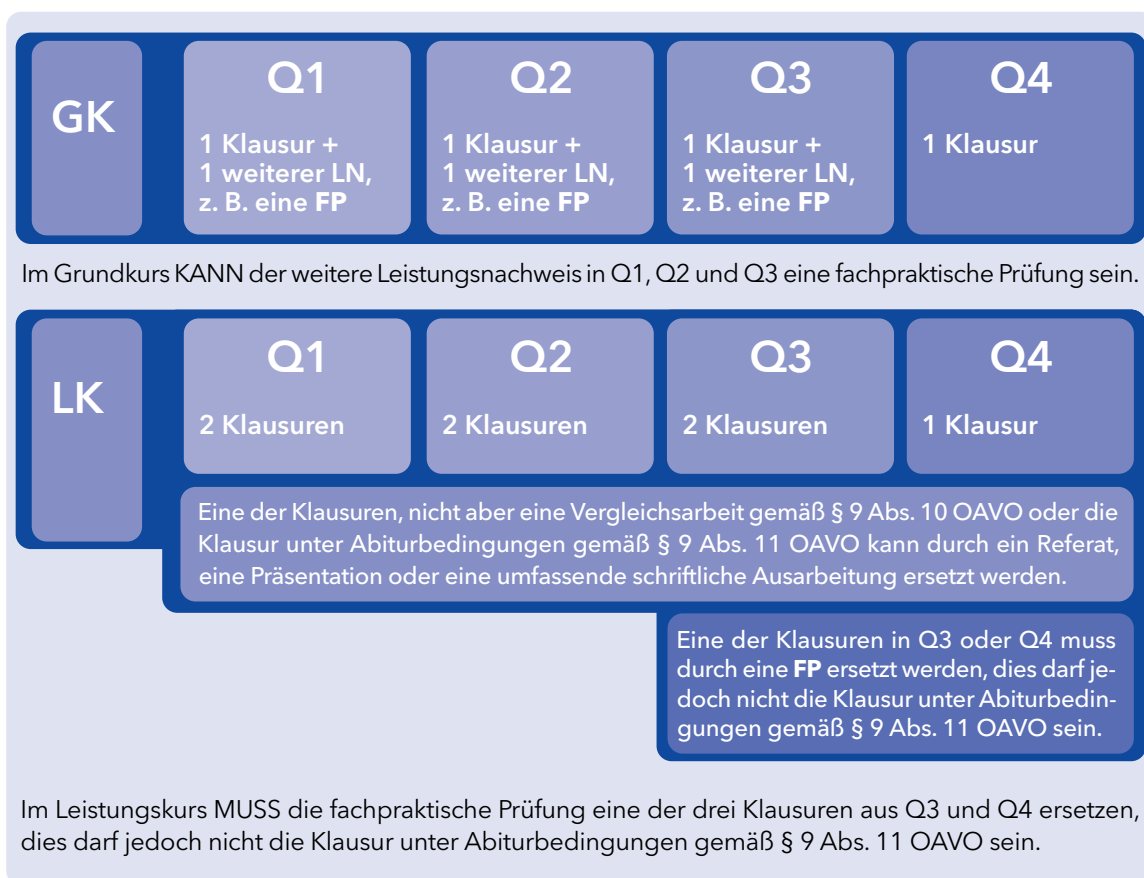 GK
Q1
1 Klausur +
1 weiterer LN,
z. B. eine FP
Q2
1 Klausur +
1 weiterer LN,
z. B. eine FP
Q3
1 Klausur +
1 weiterer LN,
z. B. eine FP
Q4
1 Klausur
Im Grundkurs KANN der weitere Leistungsnachweis in Q1, Q2 und Q3 eine fachpraktische Prüfung sein.
LK
Q1
2 Klausuren
Q2
2 Klausuren
Q3
2 Klausuren
Q4
1 Klausur
Eine der Klausuren, nicht aber eine Vergleichsarbeit gemäß § 9 Abs. 10 OAVO oder die
Klausur unter Abiturbedingungen gemäß § 9 Abs. 11 OAVO kann durch ein Referat,
eine Präsentation oder eine umfassende schriftliche Ausarbeitung ersetzt werden.
Eine der Klausuren in Q3 oder Q4 muss
durch eine FP ersetzt werden, dies darf je-
doch nicht die Klausur unter Abiturbedin-
gungen gemäß § 9 Abs. 11 OAVO sein.
Im Leistungskurs MUSS die fachpraktische Prüfung eine der drei Klausuren aus Q3 und Q4 ersetzen,
dies darf jedoch nicht die Klausur unter Abiturbedingungen gemäß § 9 Abs. 11 OAVO sein.